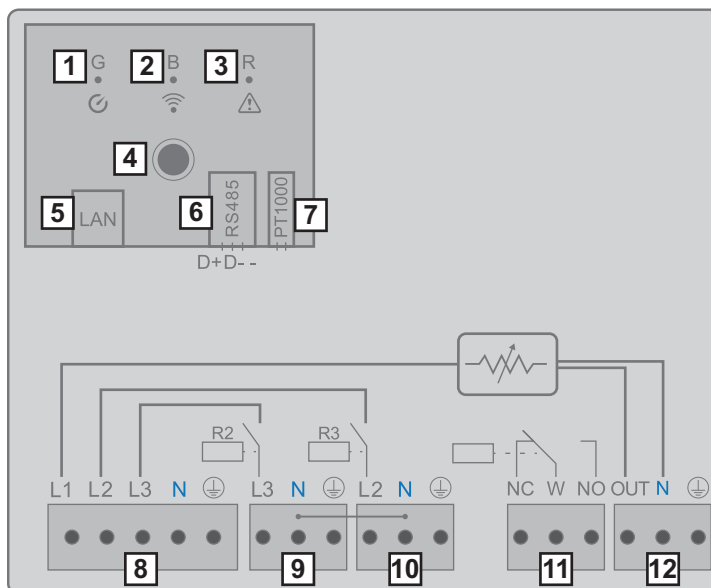 1 G 2 B 3 R
4
5 LAN 6 RS485 PT1000 7
D+D- -
R2 R3
L1 L2 L3 N L3 N L2 N NC W NO OUT N
8 9 10 11 12